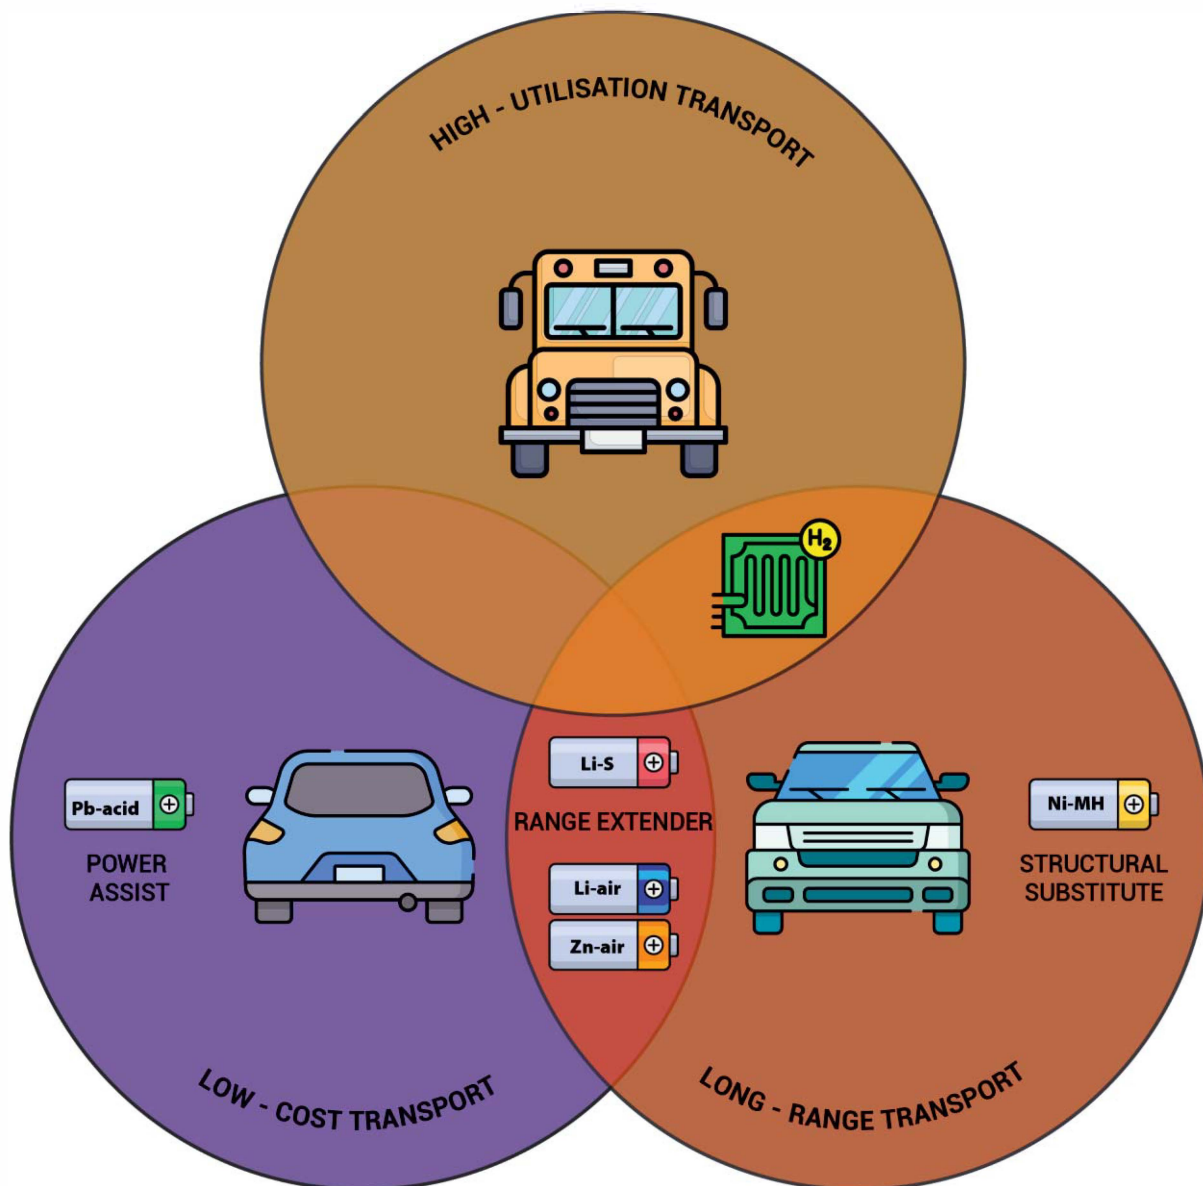 HIGH - UTILISATION TRANSPORT
H2
Li-S
RANGE EXTENDER
Li-air
Zn-air
Pb-acid
POWER
ASSIST
Ni-MH
STRUCTURAL
SUBSTITUTE
LOW - COST TRANSPORT
LONG - RANGE TRANSPORT